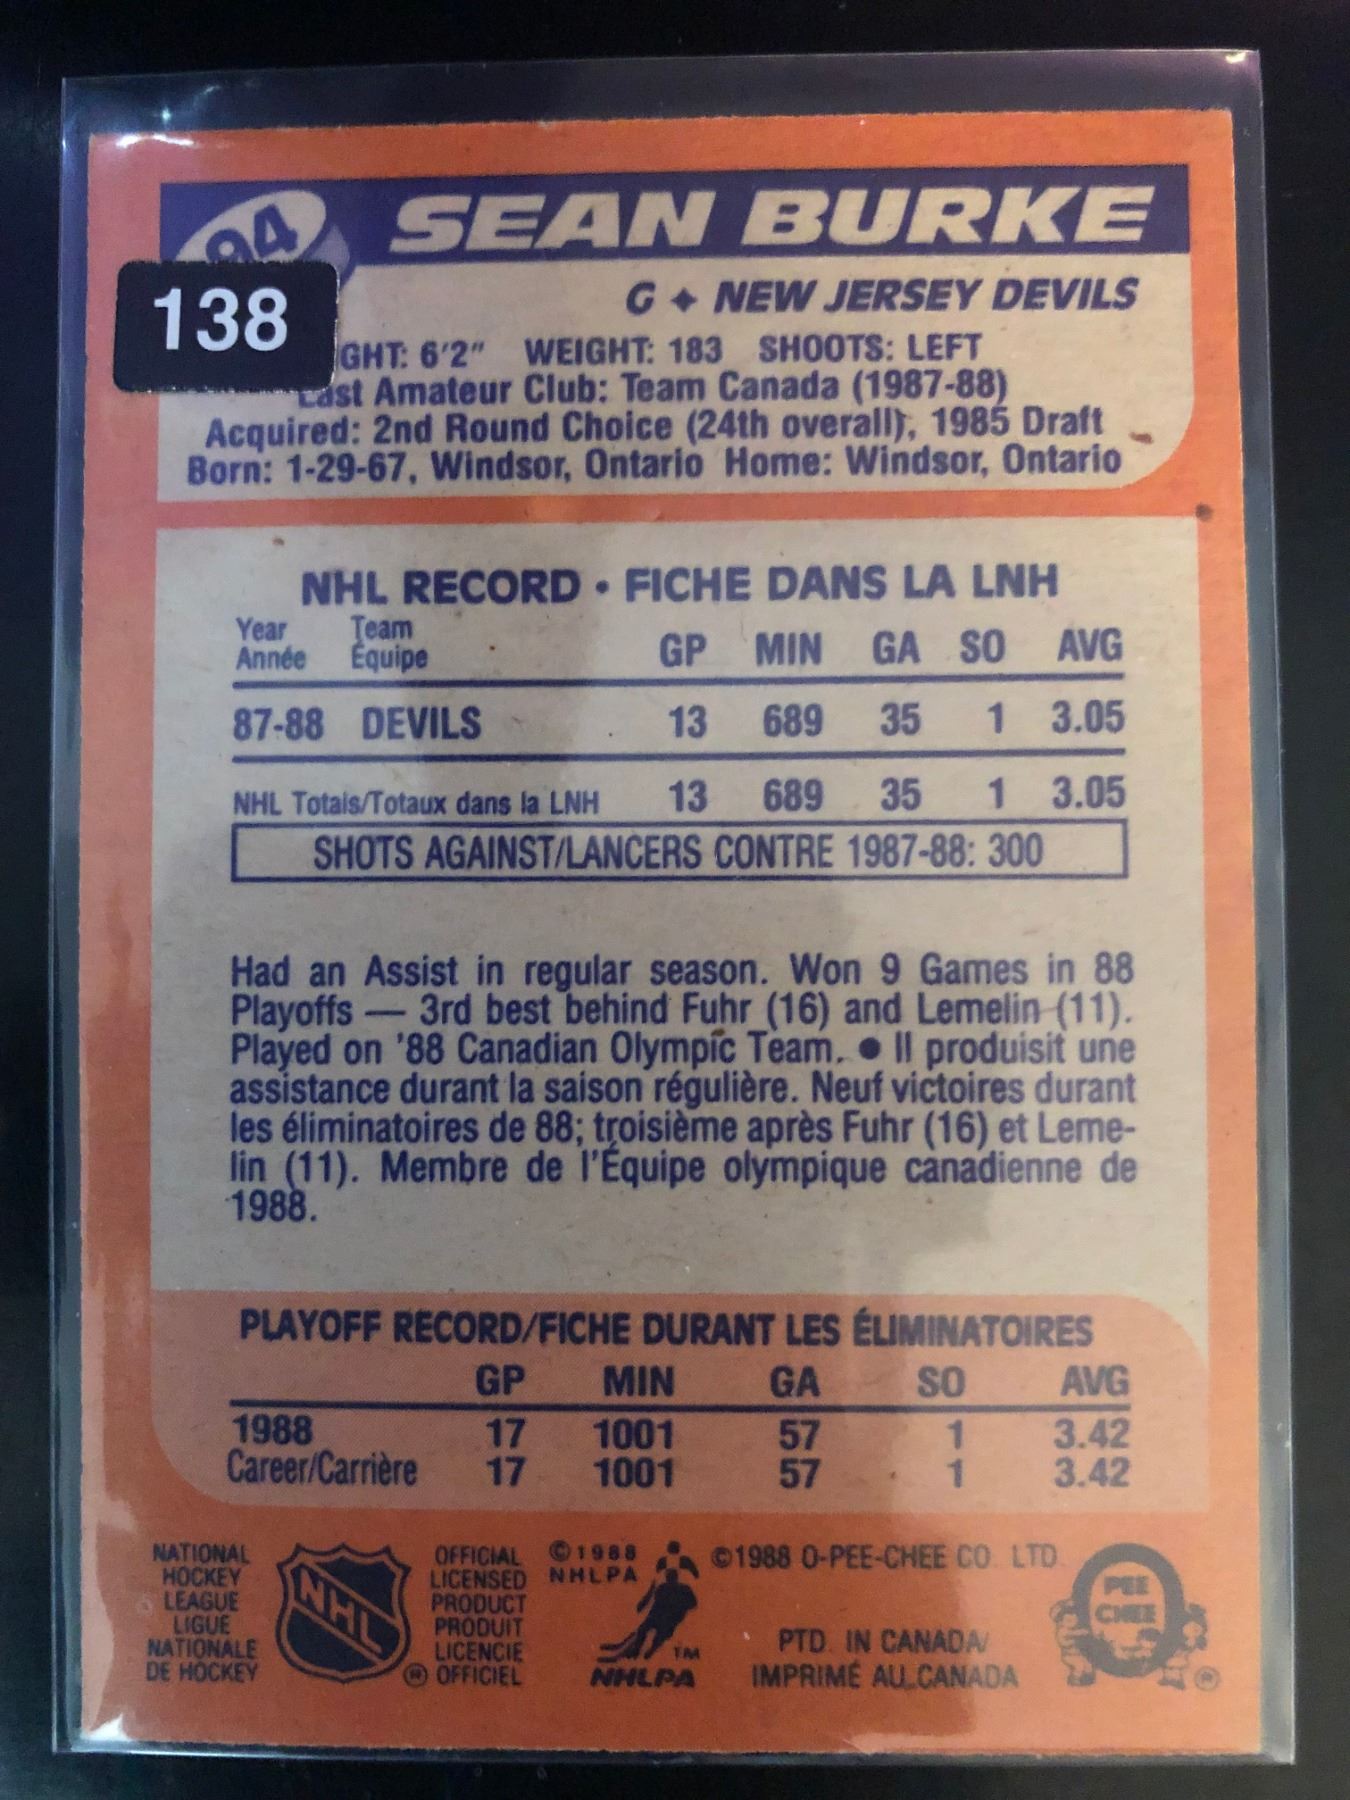 94
SEAN BURKE
138
G ✦ NEW JERSEY DEVILS
GHT: 6'2" WEIGHT: 183 SHOOTS: LEFT
Last Amateur Club: Team Canada (1987-88)
Acquired: 2nd Round Choice (24th overall), 1985 Draft
Born: 1-29-67, Windsor, Ontario Home: Windsor, Ontario
NHL RECORD • FICHE DANS LA LNH
Year Team
Année Équipe GP MIN GA SO AVG
87-88 DEVILS 13 689 35 1 3.05
NHL Totals/Totaux dans la LNH 13 689 35 1 3.05
SHOTS AGAINST/LANCERS CONTRE 1987-88: 300
Had an Assist in regular season. Won 9 Games in 88
Playoffs — 3rd best behind Fuhr (16) and Lemelin (11).
Played on '88 Canadian Olympic Team. ● Il produisit une
assistance durant la saison régulière. Neuf victoires durant
les éliminatoires de 88; troisième après Fuhr (16) et Leme-
lin (11). Membre de l'Équipe olympique canadienne de
1988.
PLAYOFF RECORD/FICHE DURANT LES ÉLIMINATOIRES
GP MIN GA SO AVG
1988 17 1001 57 1 3.42
Career/Carrière 17 1001 57 1 3.42
NATIONAL
HOCKEY
LEAGUE
LIGUE
NATIONALE
DE HOCKEY
NHL
®
OFFICIAL
LICENSED
PRODUCT
PRODUIT
LICENCIE
OFFICIEL
©1988
NHLPA
TM
NHLPA
©1988 O-PEE-CHEE CO. LTD.
PTD. IN CANADA/
IMPRIMÉ AU CANADA
PEE
CHEE
®